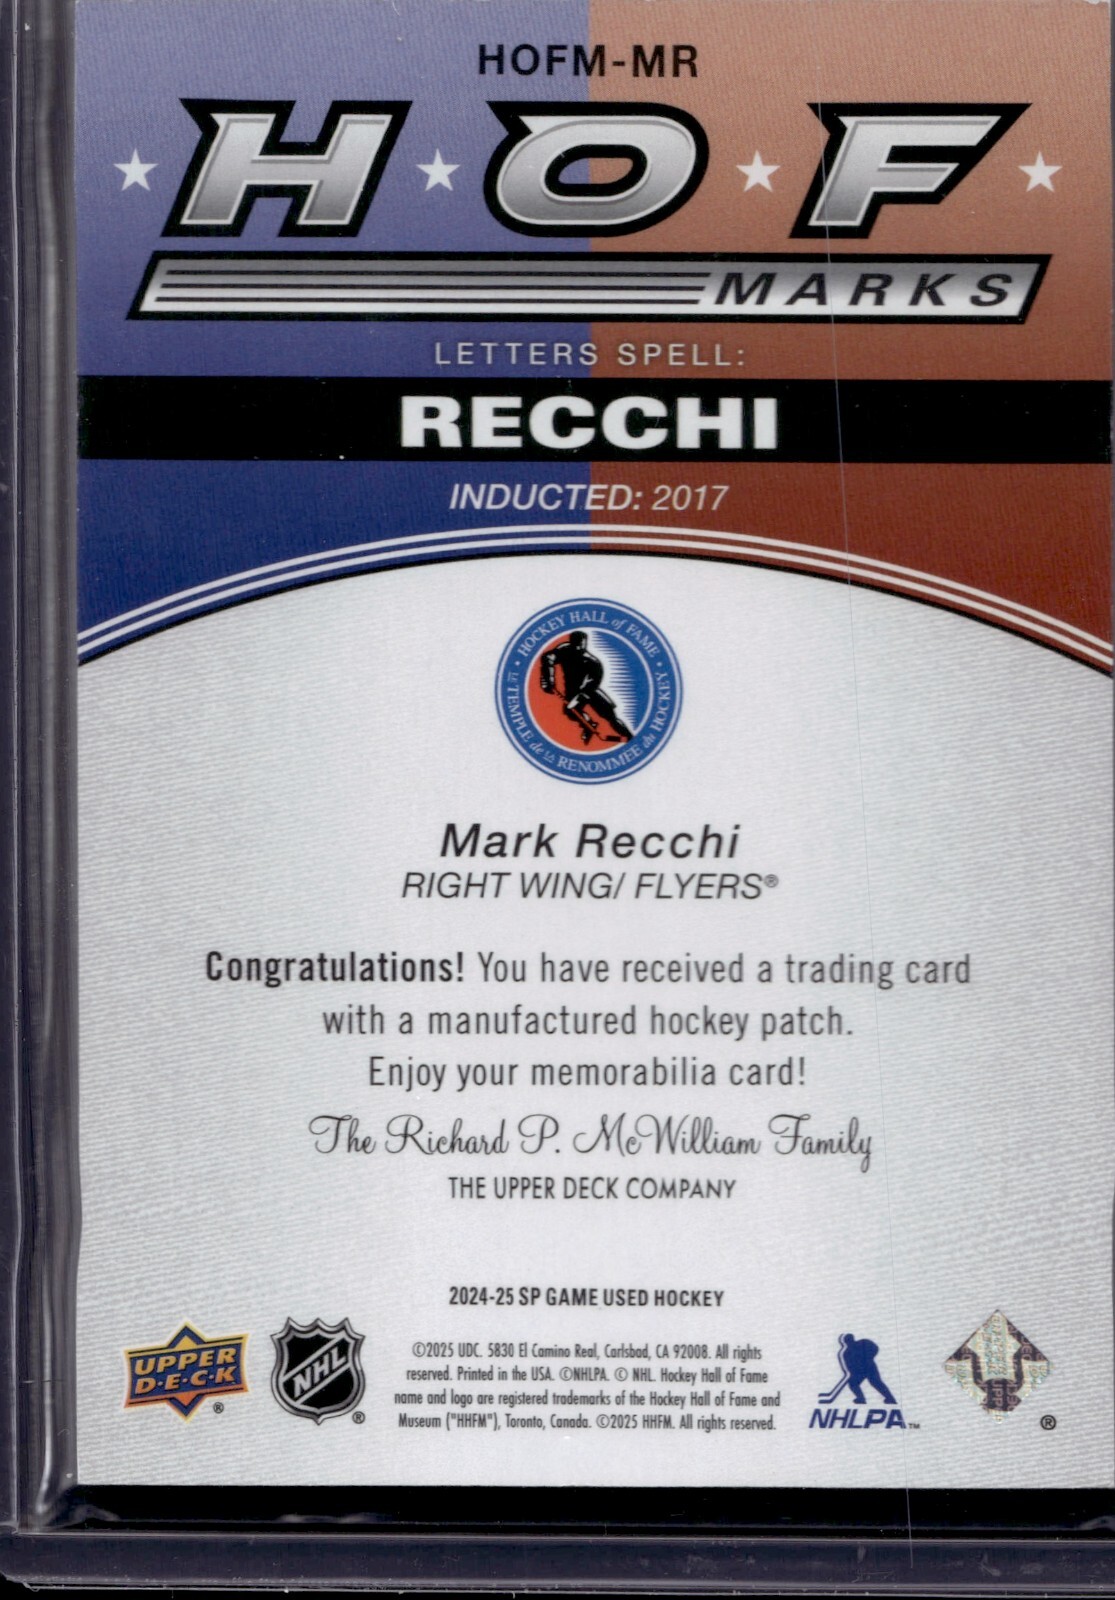 HOFM-MR
HOF
MARKS
LETTERS SPELL:
RECCHI
INDUCTED: 2017
HOCKEY HALL of FAME
LE TEMPLE de LA RENOMMÉE du HOCKEY
Mark Recchi
RIGHT WING/ FLYERS®
Congratulations! You have received a trading card
with a manufactured hockey patch.
Enjoy your memorabilia card!
The Richard P. McWilliam Family
THE UPPER DECK COMPANY
2024-25 SP GAME USED HOCKEY
UPPER
D·E·C·K
®
NHL
®
©2025 UDC. 5830 El Camino Real, Carlsbad, CA 92008. All rights
reserved. Printed in the USA. ©NHLPA. © NHL. Hockey Hall of Fame
name and logo are registered trademarks of the Hockey Hall of Fame and
Museum ("HHFM"), Toronto, Canada. ©2025 HHFM. All rights reserved.
NHLPA™
®